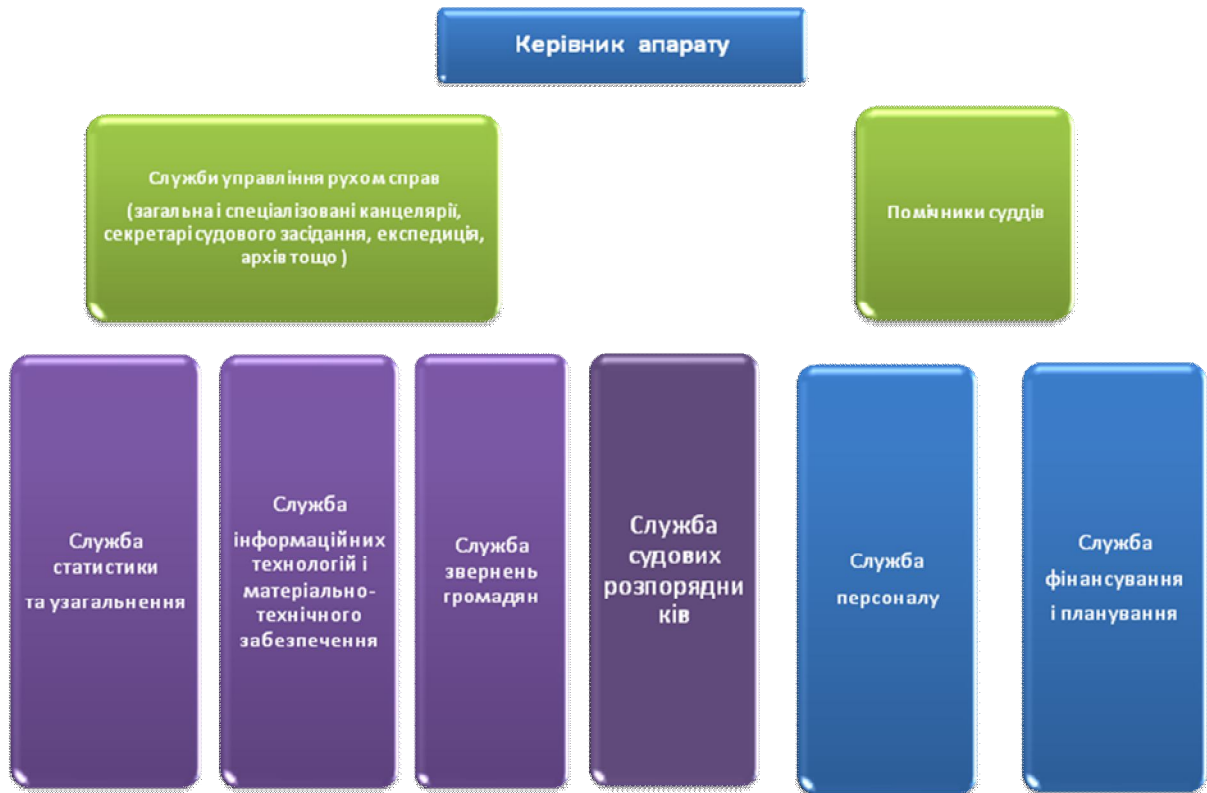 Керівник апарату
Служби управління рухом справ
(загальна і спеціалізовані канцелярії,
секретарі судового засідання, експедиція,
архів тощо )
Помічники суддів
Служба
статистики
та узагальнення
Служба
інформаційних
технологій і
матеріально-
технічного
забезпечення
Служба
звернень
громадян
Служба
судових
розпорядни
ків
Служба
персоналу
Служба
фінансування
і планування